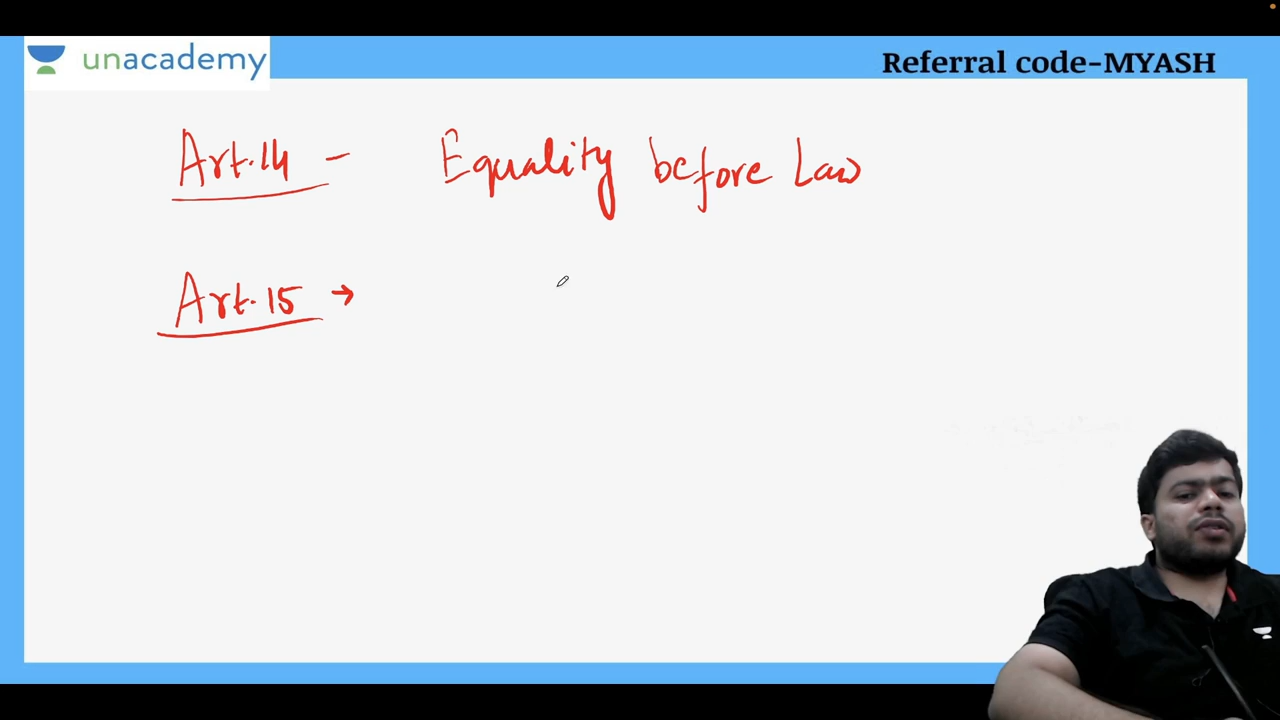 unacademy
Referral code-MYASH
Art.14 - Equality before Law
Art.15 →